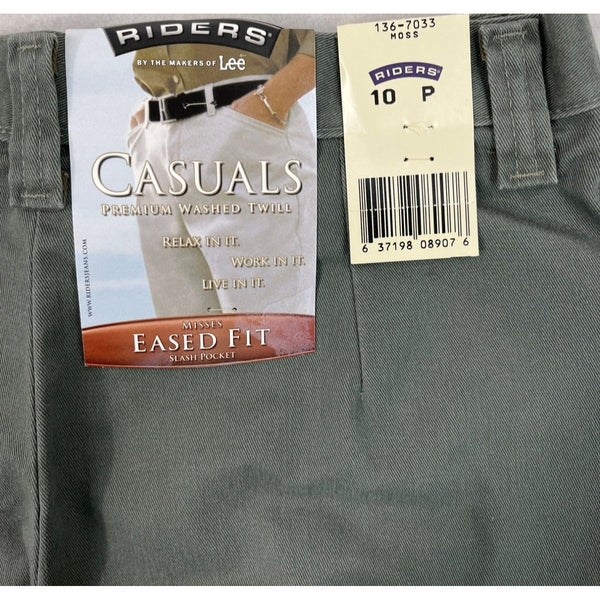 RIDERS®
BY THE MAKERS OF Lee
CASUALS
PREMIUM WASHED TWILL
RELAX IN IT.
WORK IN IT.
LIVE IN IT.
WWW.RIDERSJEANS.COM
MISSES
EASED FIT
SLASH POCKET
136-7033
MOSS
RIDERS
10 P
6 37198 08907 6